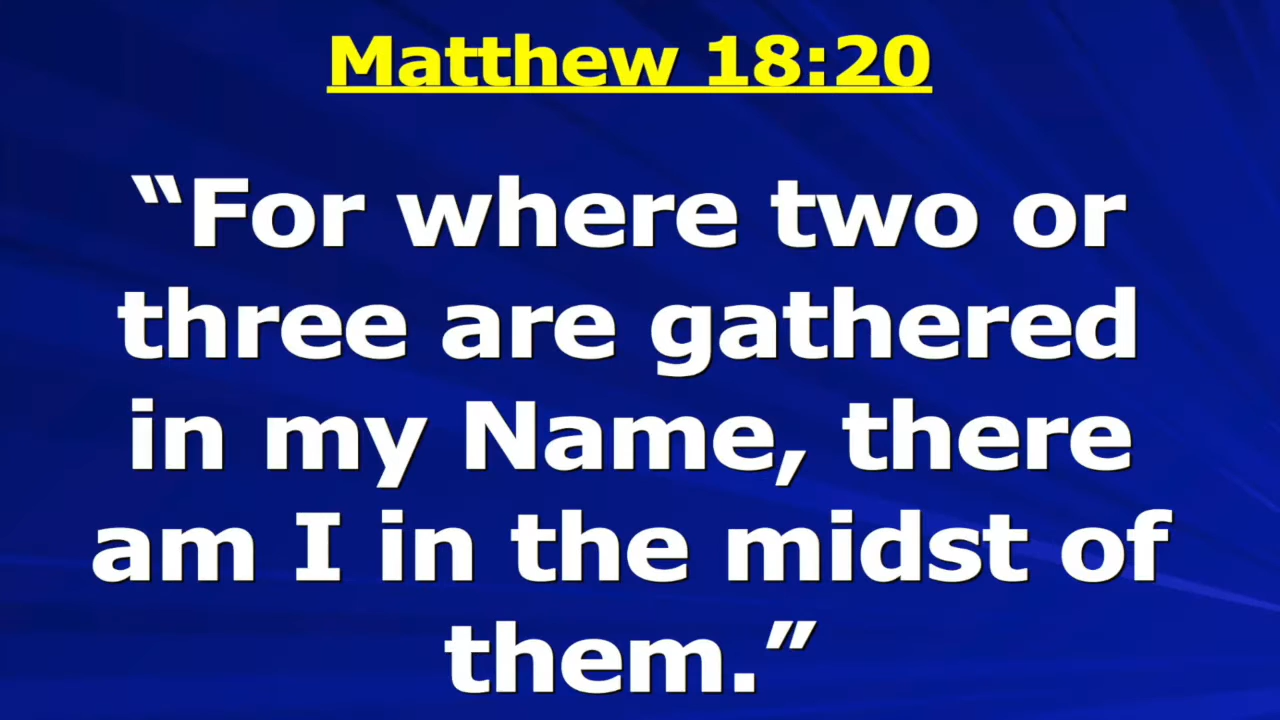 Matthew 18:20
“For where two or
three are gathered
in my Name, there
am I in the midst of
them.”